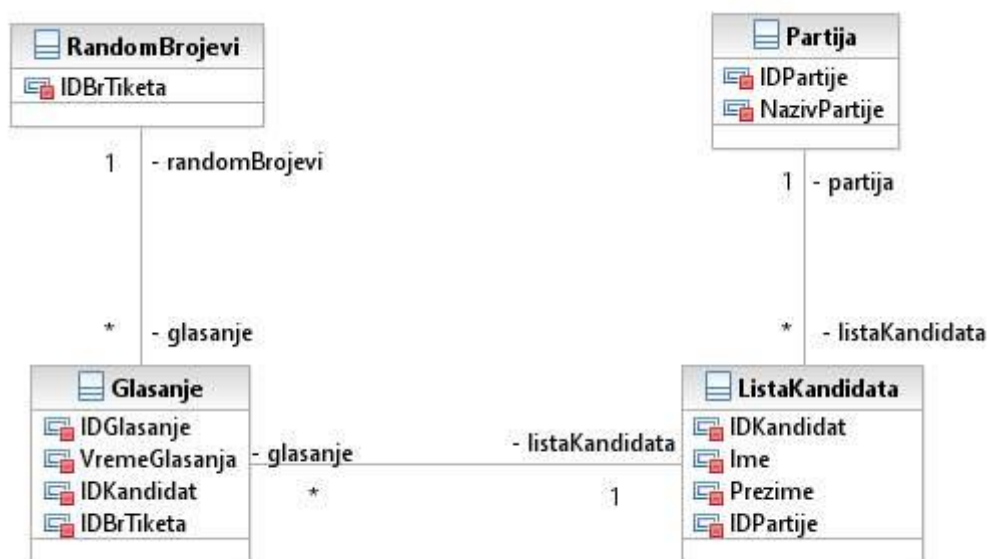 RandomBrojevi
IDBrTiketa
1 - randomBrojevi
* - glasanje
Partija
IDPartije
NazivPartije
1 - partija
* - listaKandidata
Glasanje
IDGlasanje
VremeGlasanja
IDKandidat
IDBrTiketa
- glasanje
*
- listaKandidata
1
ListaKandidata
IDKandidat
Ime
Prezime
IDPartije